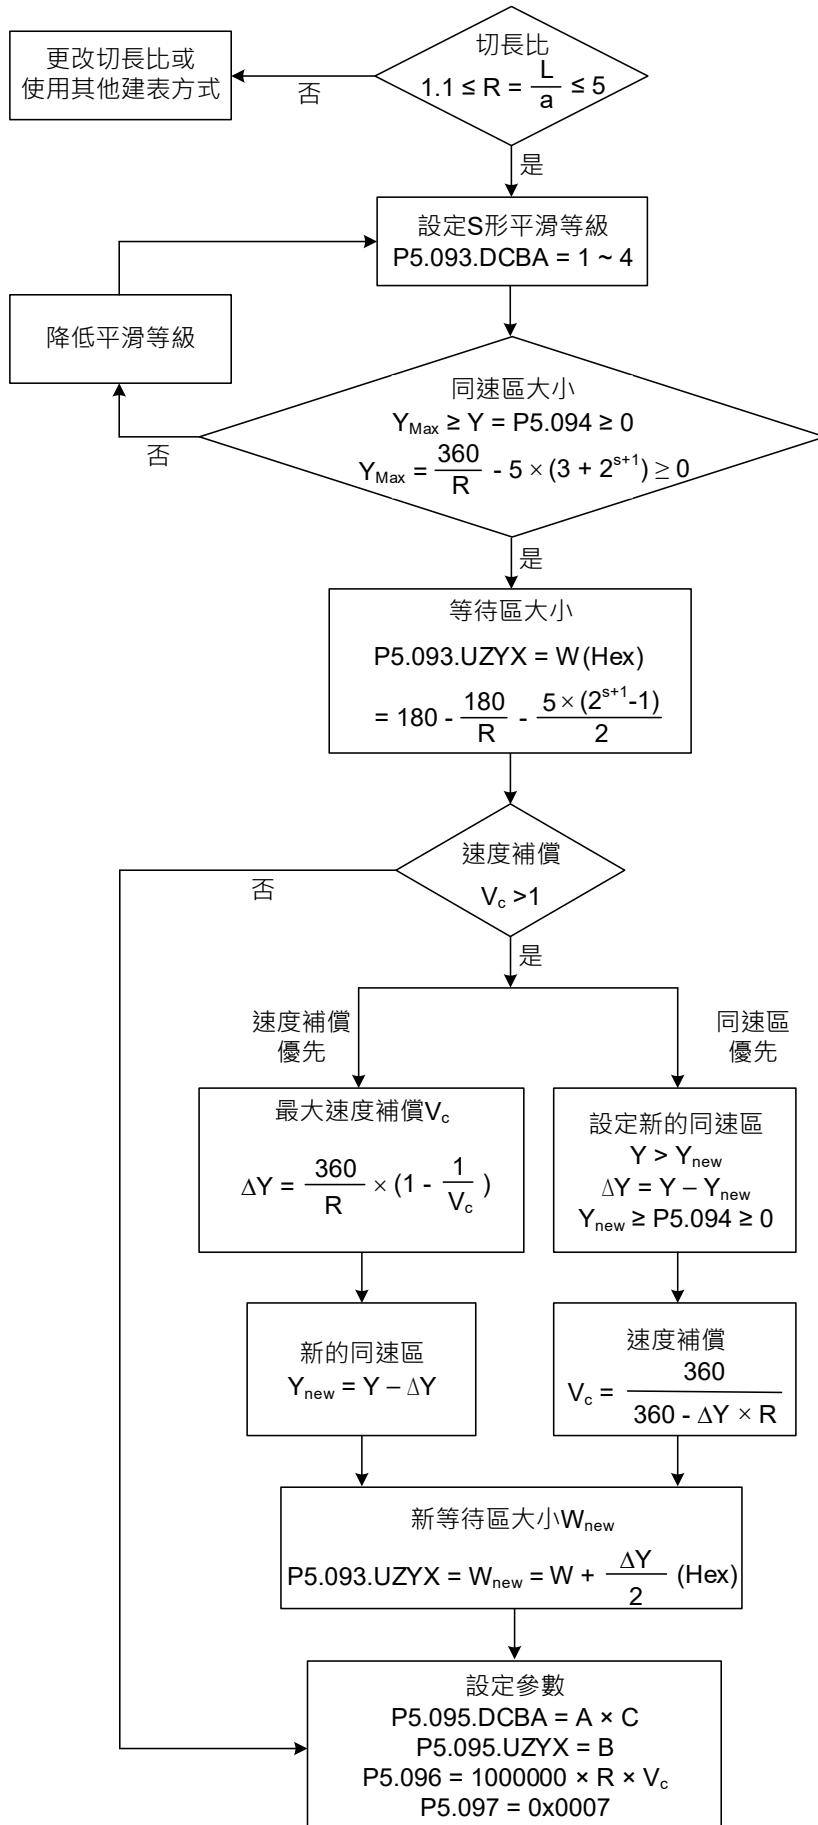 切長比
1.1 ≤ R = L/a ≤ 5
更改切長比或
使用其他建表方式
否
是
設定S形平滑等級
P5.093.DCBA = 1 ~ 4
降低平滑等級
同速區大小
Y_Max ≥ Y = P5.094 ≥ 0
Y_Max = 360/R - 5 × (3 + 2^(s+1)) ≥ 0
否
是
等待區大小
P5.093.UZYX = W(Hex)
= 180 - 180/R - 5 × (2^(s+1)-1)/2
速度補償
V_c >1
否
是
速度補償
優先
同速區
優先
最大速度補償V_c
ΔY = 360/R × (1 - 1/V_c )
設定新的同速區
Y > Y_new
ΔY = Y – Y_new
Y_new ≥ P5.094 ≥ 0
新的同速區
Y_new = Y – ΔY
速度補償
V_c = 360/(360 - ΔY × R)
新等待區大小W_new
P5.093.UZYX = W_new = W + ΔY/2 (Hex)
設定參數
P5.095.DCBA = A × C
P5.095.UZYX = B
P5.096 = 1000000 × R × V_c
P5.097 = 0x0007